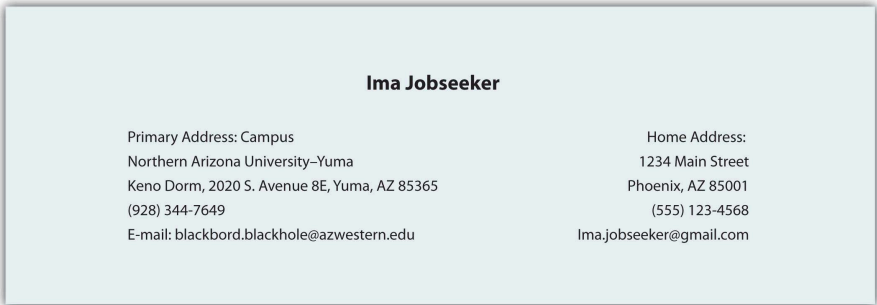 Ima Jobseeker
Primary Address: Campus
Northern Arizona University–Yuma
Keno Dorm, 2020 S. Avenue 8E, Yuma, AZ 85365
(928) 344-7649
E-mail: blackbord.blackhole@azwestern.edu
Home Address:
1234 Main Street
Phoenix, AZ 85001
(555) 123-4568
Ima.jobseeker@gmail.com